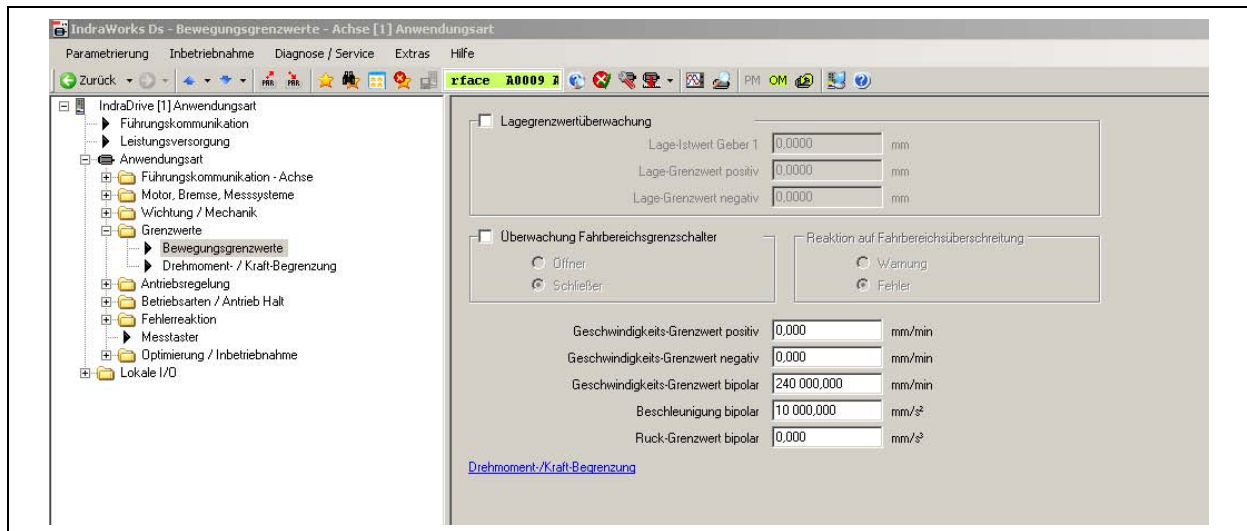 IndraWorks Ds - Bewegungsgrenzwerte - Achse [1] Anwendungsart
Parametrierung Inbetriebnahme Diagnose / Service Extras Hilfe
Zurück PAR PAR rface A0009 A PM OM
IndraDrive [1] Anwendungsart
Führungskommunikation
Leistungsversorgung
Anwendungsart
Führungskommunikation - Achse
Motor, Bremse, Messsysteme
Wichtung / Mechanik
Grenzwerte
Bewegungsgrenzwerte
Drehmoment- / Kraft-Begrenzung
Antriebsregelung
Betriebsarten / Antrieb Halt
Fehlerreaktion
Messtaster
Optimierung / Inbetriebnahme
Lokale I/O
Lagegrenzwertüberwachung
Lage-Istwert Geber 1 0,0000 mm
Lage-Grenzwert positiv 0,0000 mm
Lage-Grenzwert negativ 0,0000 mm
Überwachung Fahrbereichsgrenzschalter
Öffner
Schließer
Reaktion auf Fahrbereichsüberschreitung
Warnung
Fehler
Geschwindigkeits-Grenzwert positiv 0,000 mm/min
Geschwindigkeits-Grenzwert negativ 0,000 mm/min
Geschwindigkeits-Grenzwert bipolar 240 000,000 mm/min
Beschleunigung bipolar 10 000,000 mm/s²
Ruck-Grenzwert bipolar 0,000 mm/s³
Drehmoment-/Kraft-Begrenzung